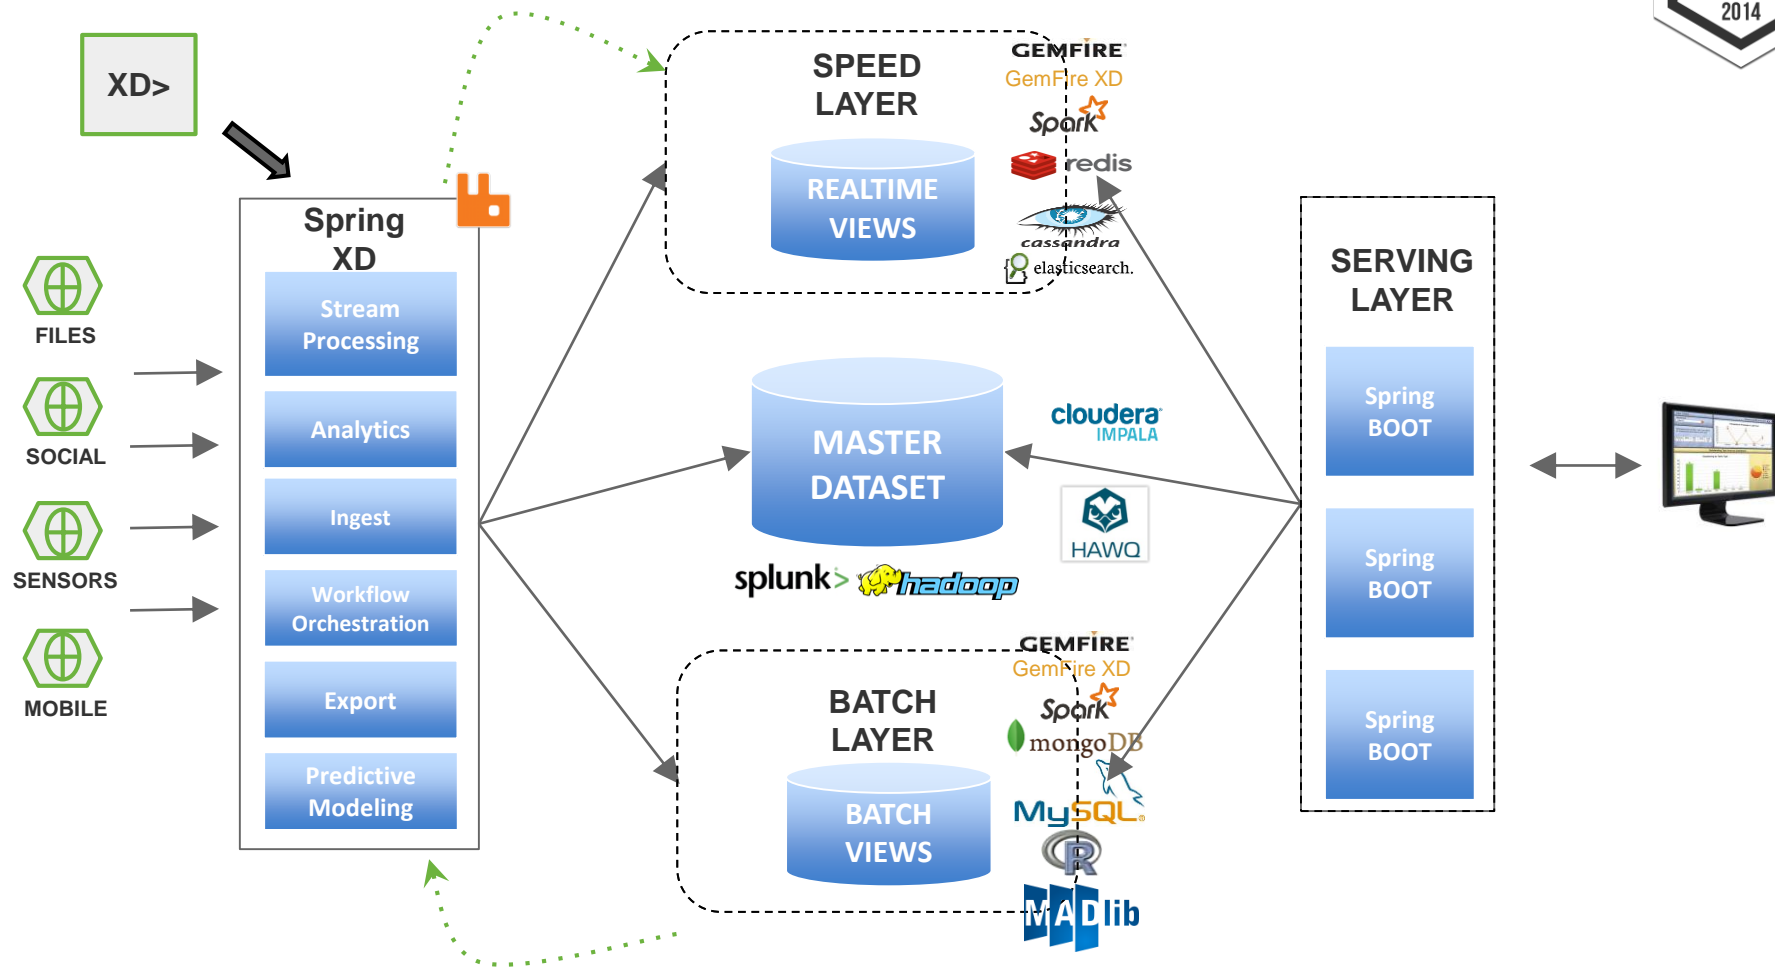 2014
XD>
Spring
XD
Stream
Processing
Analytics
Ingest
Workflow
Orchestration
Export
Predictive
Modeling
FILES
SOCIAL
SENSORS
MOBILE
SPEED
LAYER
REALTIME
VIEWS
GEMFIRE
GemFire XD
Spark
redis
cassandra
elasticsearch.
MASTER
DATASET
cloudera
IMPALA
HAWQ
splunk>
hadoop
BATCH
LAYER
BATCH
VIEWS
GEMFIRE
GemFire XD
Spark
mongoDB
MySQL®
R
MADlib
SERVING
LAYER
Spring
BOOT
Spring
BOOT
Spring
BOOT